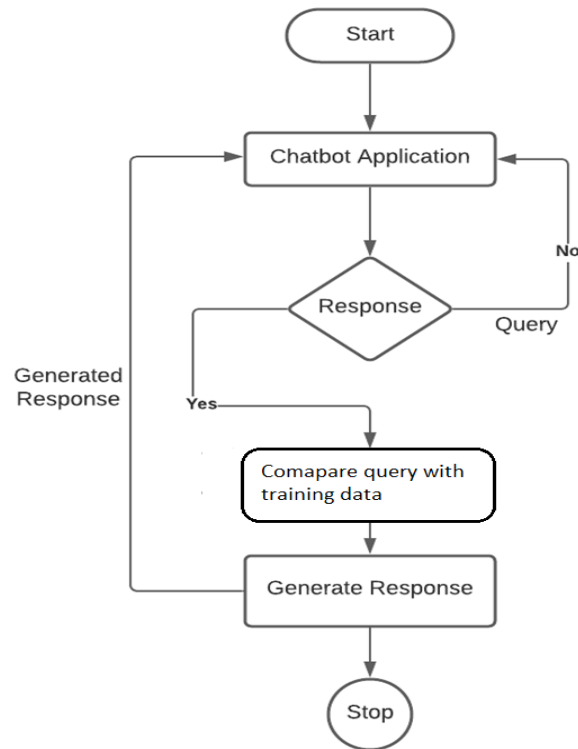 Start
Chatbot Application
No
Response
Query
Generated
Response
Yes
Comapare query with
training data
Generate Response
Stop